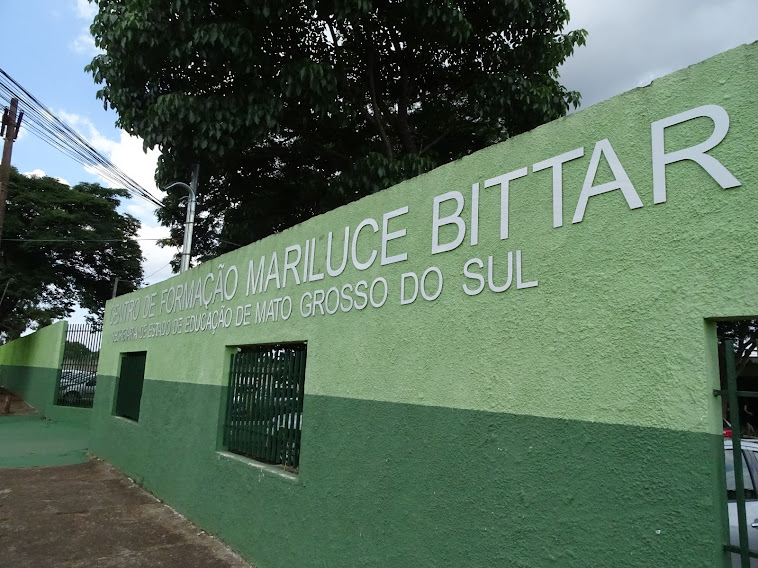 CENTRO DE FORMAÇÃO MARILUCE BITTAR
SECRETARIA DE ESTADO DE EDUCAÇÃO DE MATO GROSSO DO SUL